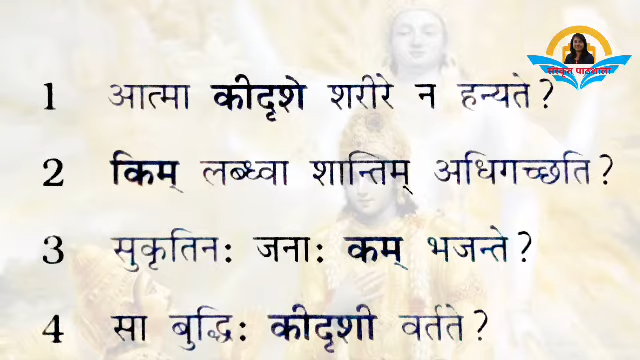 संस्कृत पाठशाला
1 आत्मा कीदृशे शरीरे न हन्यते?
2 किम् लब्ध्वा शान्तिम् अधिगच्छति?
3 सुकृतिन: जना: कम् भजन्ते?
4 सा बुद्धि: कीदृशी वर्तते?